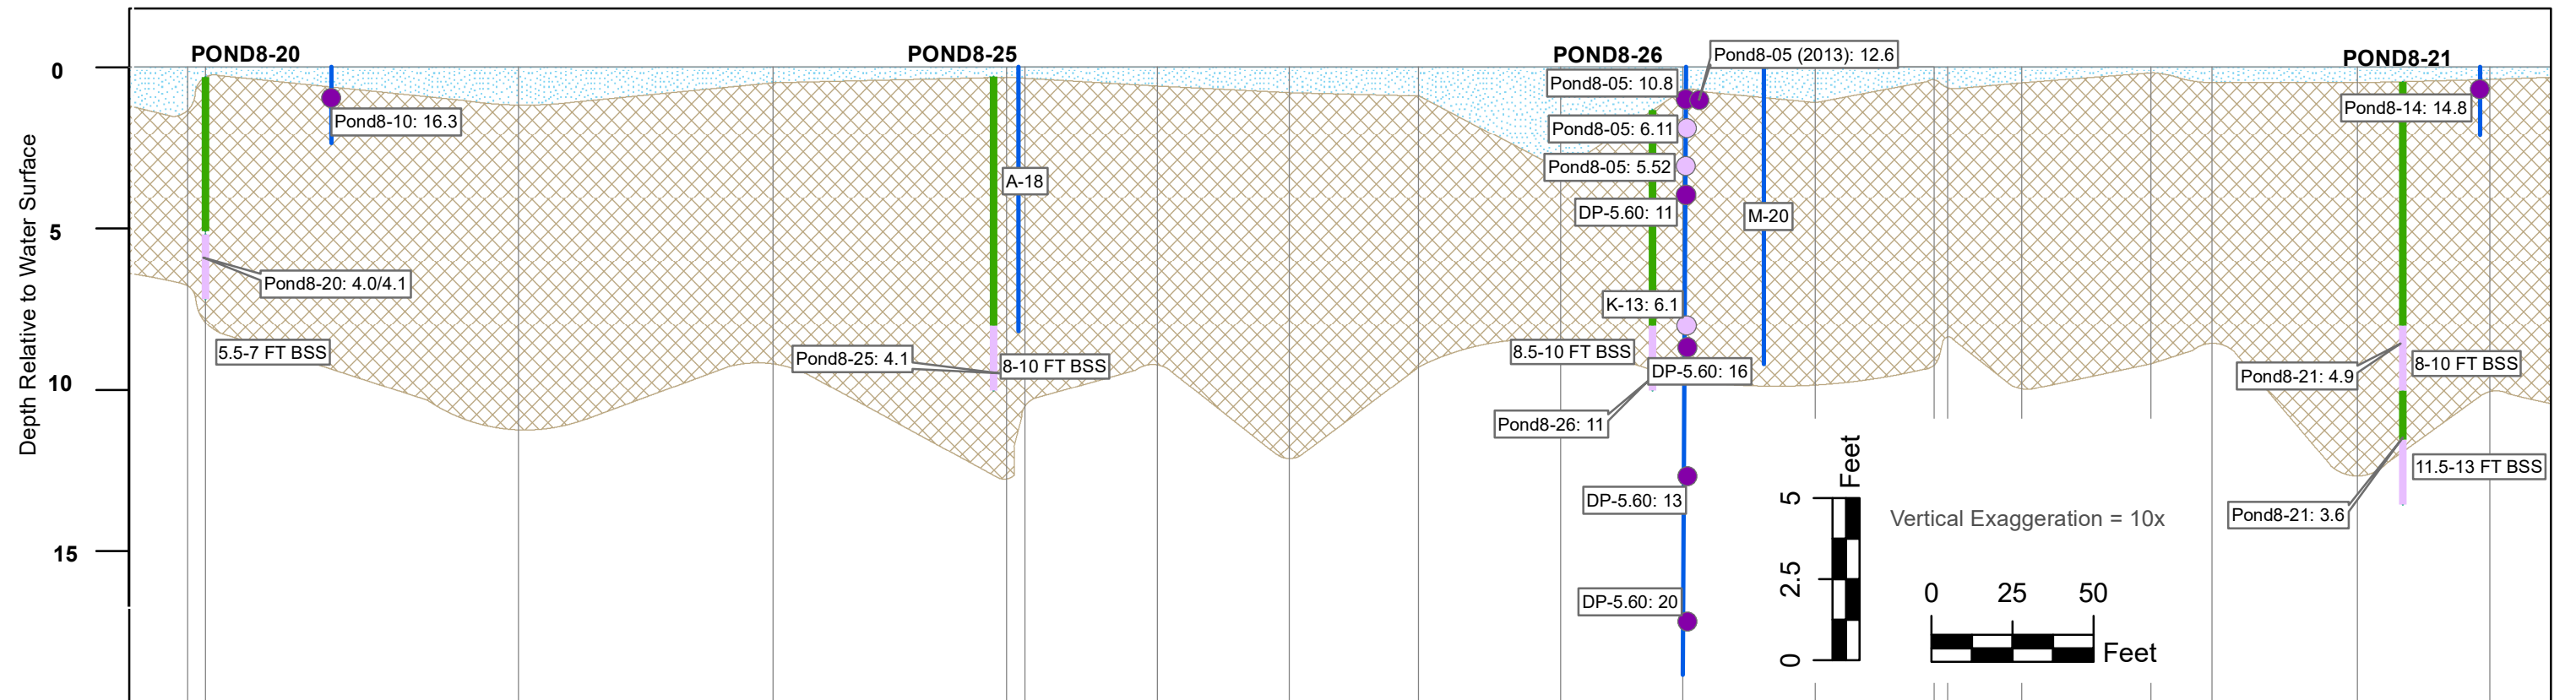 POND8-20
POND8-25
POND8-26
Pond8-05 (2013): 12.6
POND8-21
0
Pond8-05: 10.8
Pond8-14: 14.8
Pond8-10: 16.3
Pond8-05: 6.11
Pond8-05: 5.52
A-18
DP-5.60: 11
M-20
5
Depth Relative to Water Surface
Pond8-20: 4.0/4.1
K-13: 6.1
5.5-7 FT BSS
Pond8-25: 4.1
8-10 FT BSS
8.5-10 FT BSS
DP-5.60: 16
Pond8-21: 4.9
8-10 FT BSS
10
Pond8-26: 11
11.5-13 FT BSS
DP-5.60: 13
Pond8-21: 3.6
Feet
5
2.5
0
Vertical Exaggeration = 10x
15
DP-5.60: 20
0 25 50
Feet